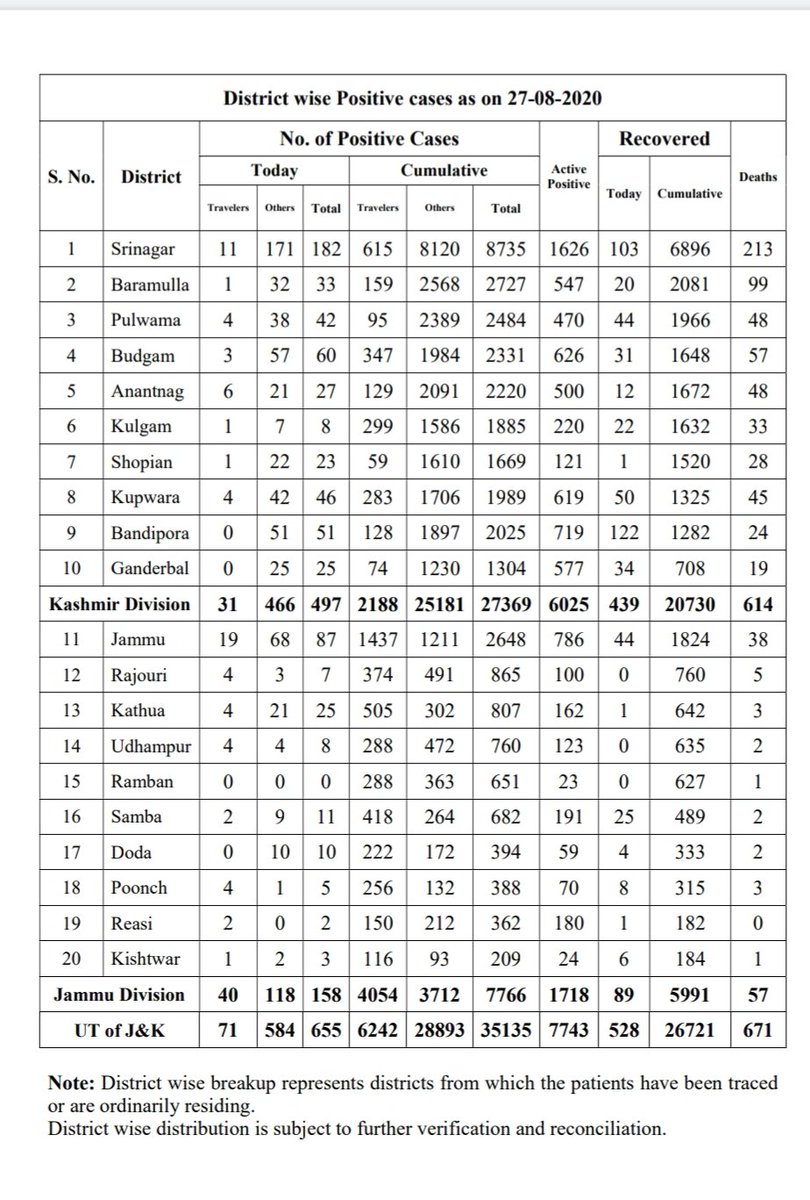 District wise Positive cases as on 27-08-2020
S. No. District No. of Positive Cases Active Positive Recovered Deaths
Today Cumulative Today Cumulative
Travelers Others Total Travelers Others Total
1 Srinagar 11 171 182 615 8120 8735 1626 103 6896 213
2 Baramulla 1 32 33 159 2568 2727 547 20 2081 99
3 Pulwama 4 38 42 95 2389 2484 470 44 1966 48
4 Budgam 3 57 60 347 1984 2331 626 31 1648 57
5 Anantnag 6 21 27 129 2091 2220 500 12 1672 48
6 Kulgam 1 7 8 299 1586 1885 220 22 1632 33
7 Shopian 1 22 23 59 1610 1669 121 1 1520 28
8 Kupwara 4 42 46 283 1706 1989 619 50 1325 45
9 Bandipora 0 51 51 128 1897 2025 719 122 1282 24
10 Ganderbal 0 25 25 74 1230 1304 577 34 708 19
Kashmir Division 31 466 497 2188 25181 27369 6025 439 20730 614
11 Jammu 19 68 87 1437 1211 2648 786 44 1824 38
12 Rajouri 4 3 7 374 491 865 100 0 760 5
13 Kathua 4 21 25 505 302 807 162 1 642 3
14 Udhampur 4 4 8 288 472 760 123 0 635 2
15 Ramban 0 0 0 288 363 651 23 0 627 1
16 Samba 2 9 11 418 264 682 191 25 489 2
17 Doda 0 10 10 222 172 394 59 4 333 2
18 Poonch 4 1 5 256 132 388 70 8 315 3
19 Reasi 2 0 2 150 212 362 180 1 182 0
20 Kishtwar 1 2 3 116 93 209 24 6 184 1
Jammu Division 40 118 158 4054 3712 7766 1718 89 5991 57
UT of J&K 71 584 655 6242 28893 35135 7743 528 26721 671
Note: District wise breakup represents districts from which the patients have been traced
or are ordinarily residing.
District wise distribution is subject to further verification and reconciliation.